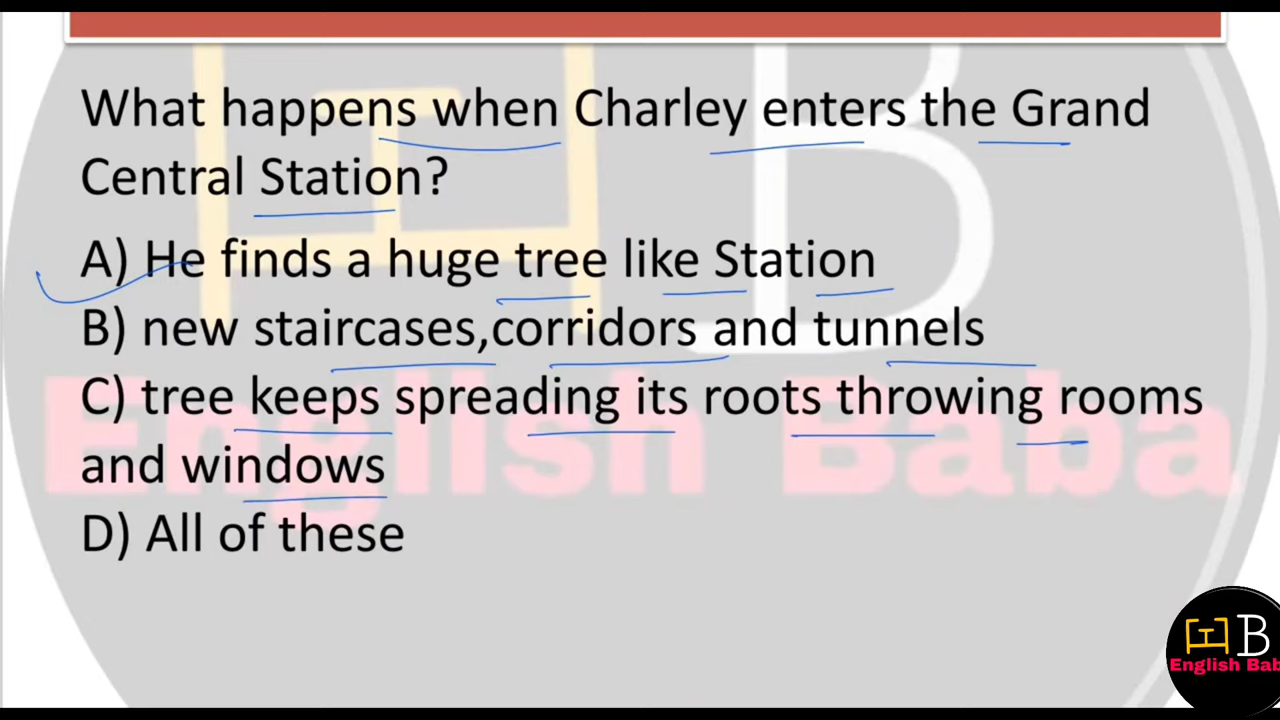 What happens when Charley enters the Grand
Central Station?
A) He finds a huge tree like Station
B) new staircases,corridors and tunnels
C) tree keeps spreading its roots throwing rooms
and windows
D) All of these
English Baba
B
English Bab